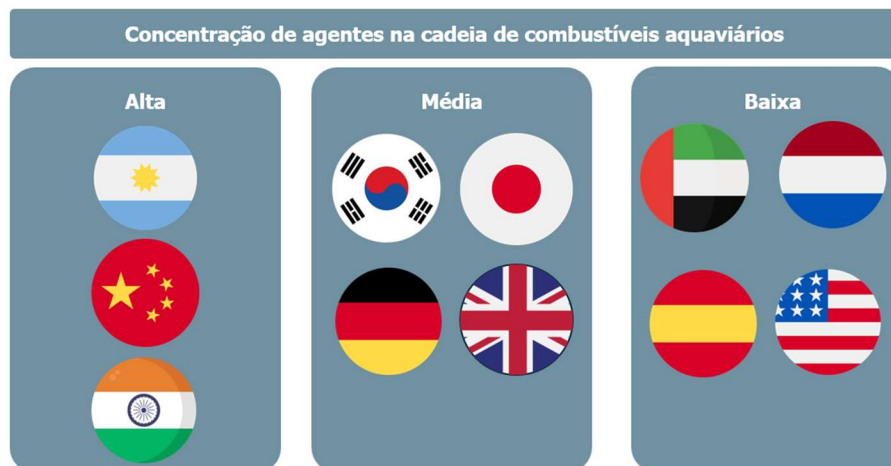 Concentração de agentes na cadeia de combustíveis aquaviários
Alta
Média
Baixa